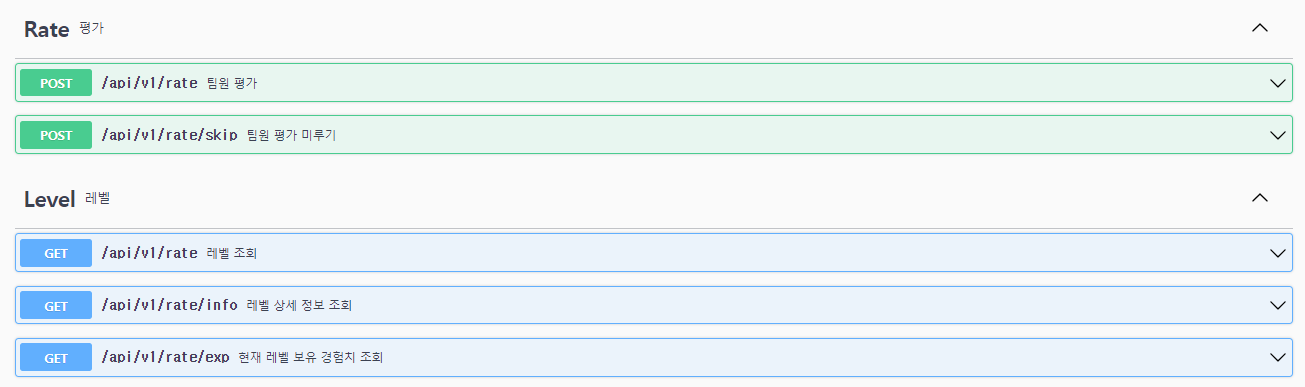 Rate 평가
POST /api/v1/rate 팀원 평가
POST /api/v1/rate/skip 팀원 평가 미루기
Level 레벨
GET /api/v1/rate 레벨 조회
GET /api/v1/rate/info 레벨 상세 정보 조회
GET /api/v1/rate/exp 현재 레벨 보유 경험치 조회